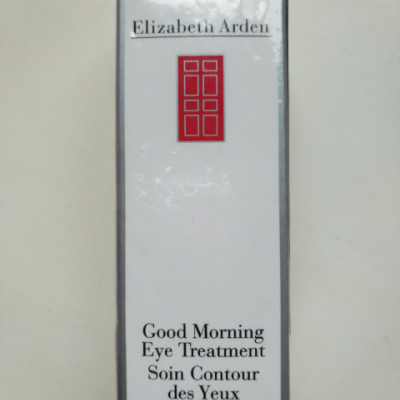 Elizabeth Arden
Good Morning
Eye Treatment
Soin Contour
des Yeux